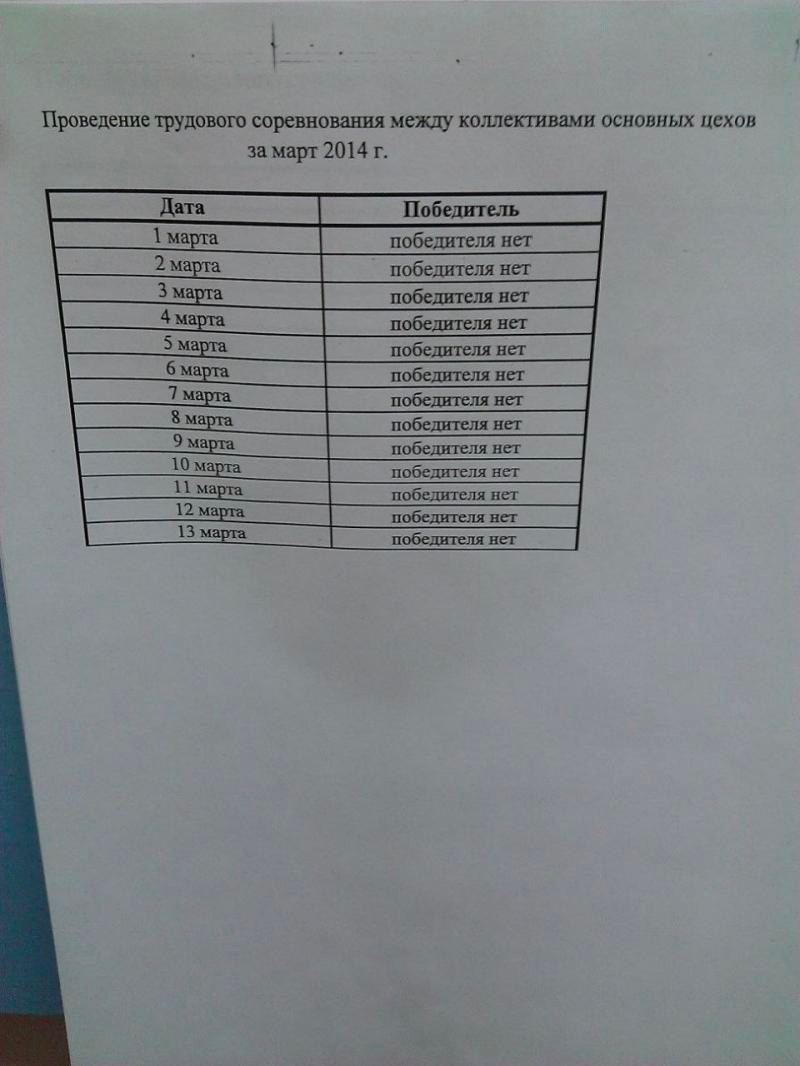 Проведение трудового соревнования между коллективами основных цехов
за март 2014 г.
Дата Победитель
1 марта победителя нет
2 марта победителя нет
3 марта победителя нет
4 марта победителя нет
5 марта победителя нет
6 марта победителя нет
7 марта победителя нет
8 марта победителя нет
9 марта победителя нет
10 марта победителя нет
11 марта победителя нет
12 марта победителя нет
13 марта победителя нет